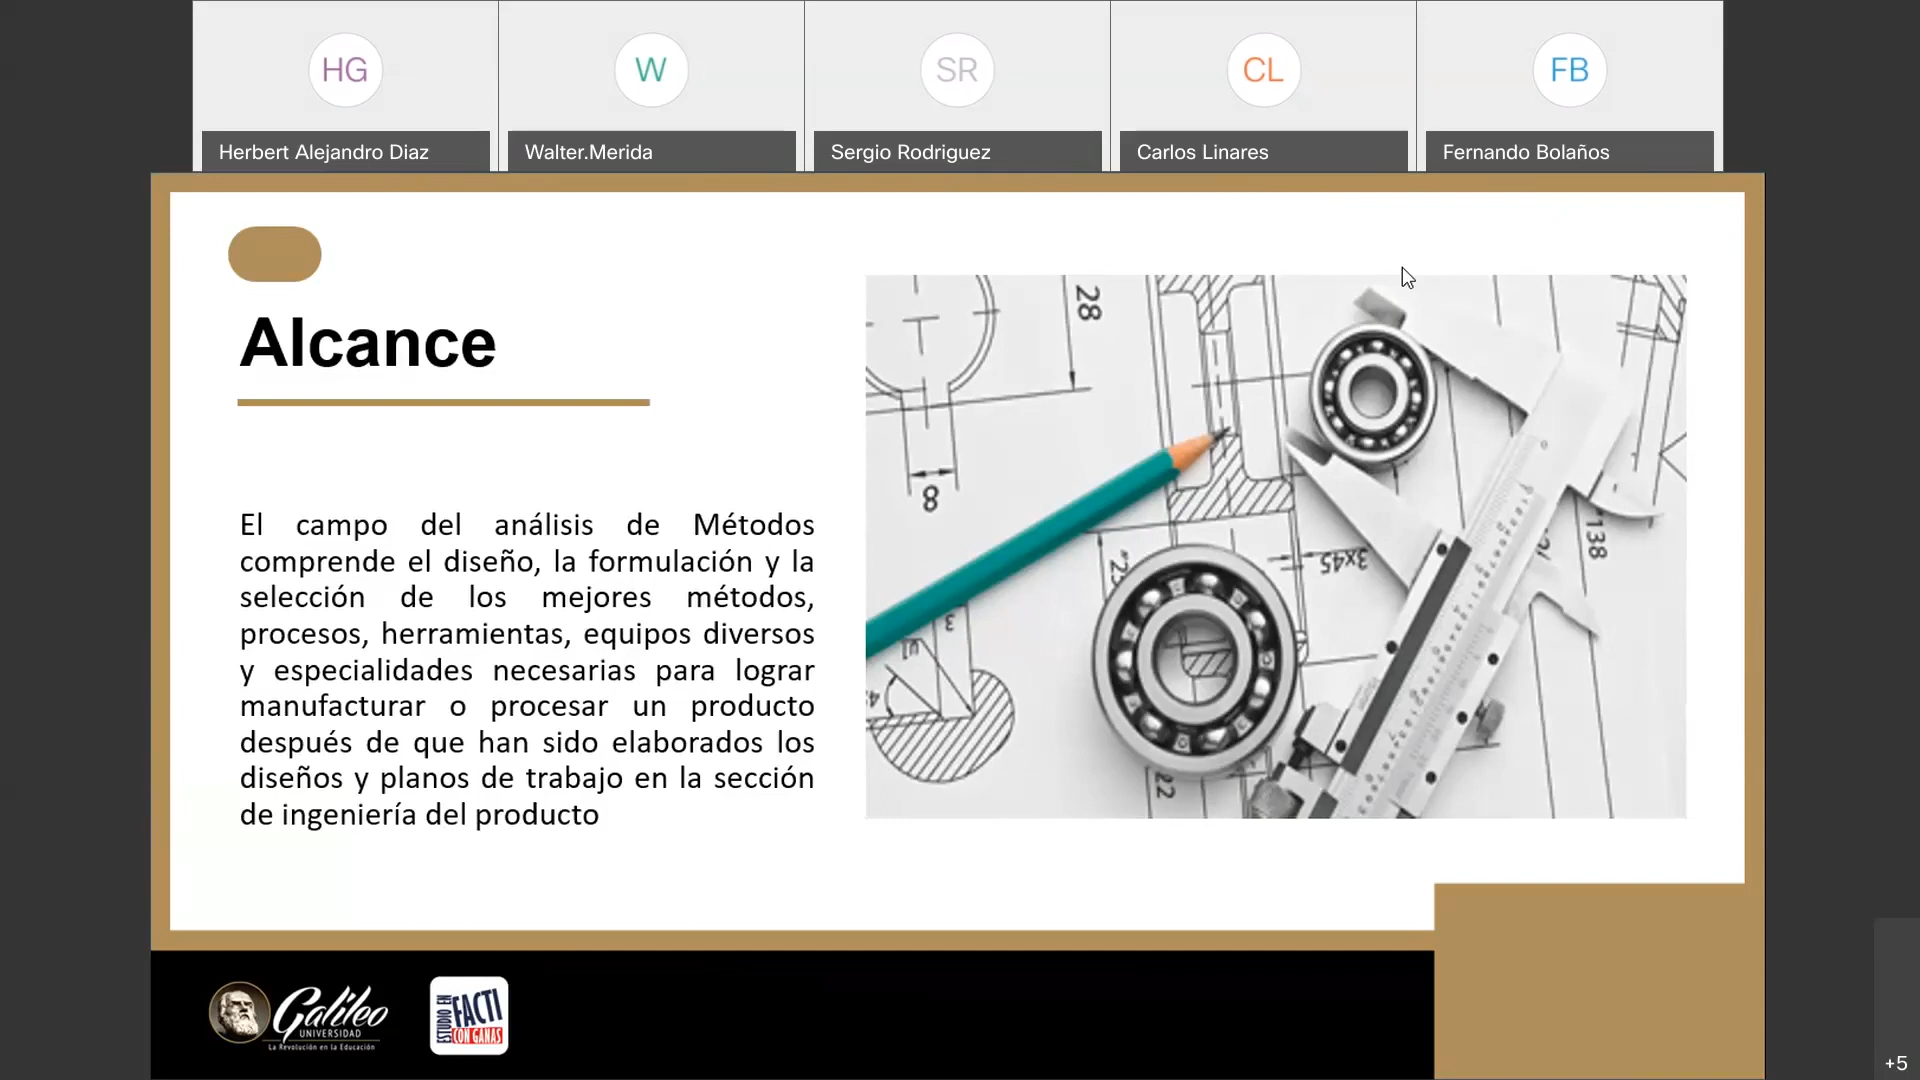 HG
W
SR
CL
FB
Herbert Alejandro Diaz
Walter.Merida
Sergio Rodriguez
Carlos Linares
Fernando Bolaños
Alcance
El campo del análisis de Métodos
comprende el diseño, la formulación y la
selección de los mejores métodos,
procesos, herramientas, equipos diversos
y especialidades necesarias para lograr
manufacturar o procesar un producto
después de que han sido elaborados los
diseños y planos de trabajo en la sección
de ingeniería del producto
28
8
3x45
138
22
Galileo
UNIVERSIDAD
La Revolución en la Educación
ESTUDIO EN
FACTI
CON GANAS
+5